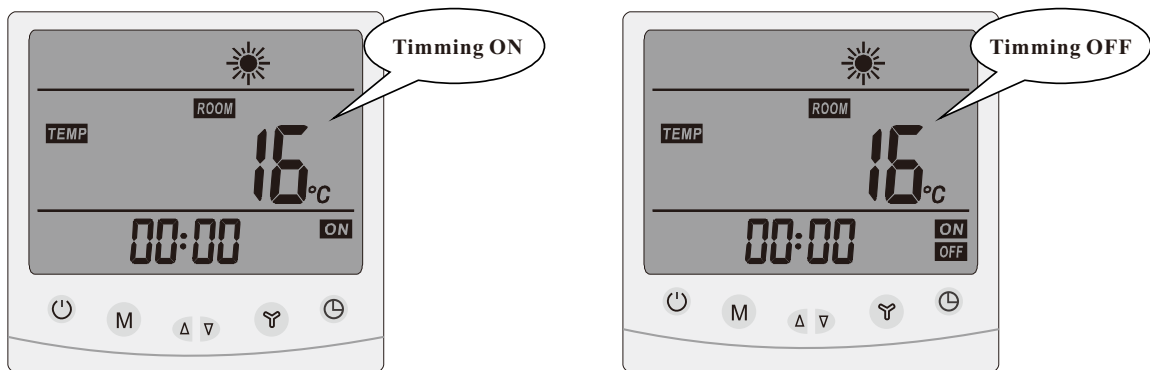 Timming ON
ROOM
TEMP
16°C
00:00 ON
M
Timming OFF
ROOM
TEMP
16°C
00:00 ON
OFF
M